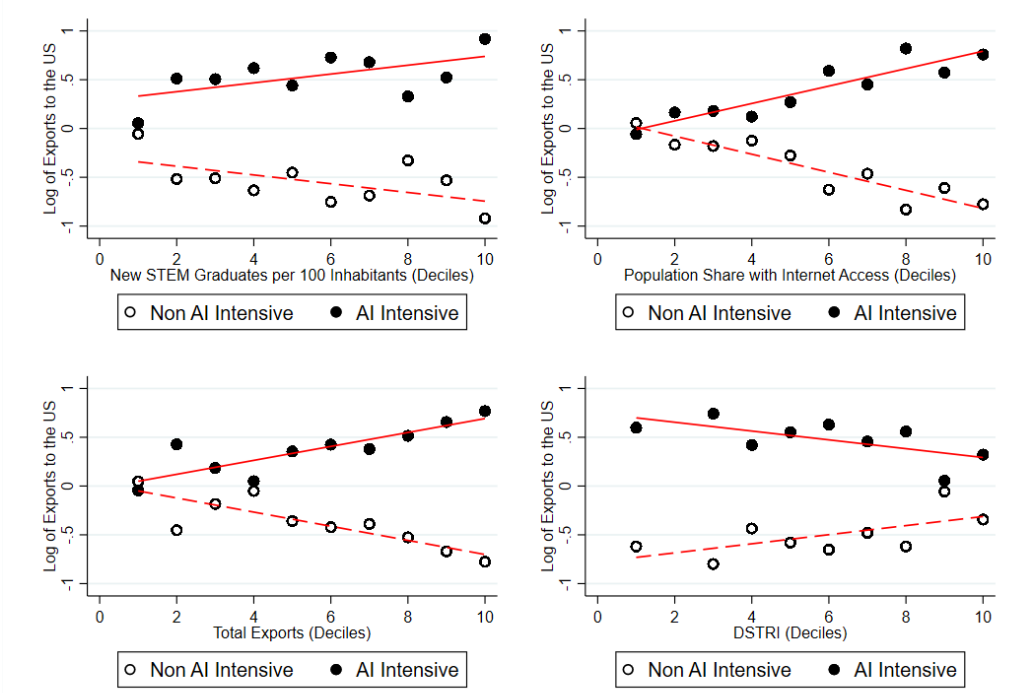 Log of Exports to the US
1
.5
0
-.5
-1
0 2 4 6 8 10
New STEM Graduates per 100 Inhabitants (Deciles)
Non AI Intensive AI Intensive
Log of Exports to the US
1
.5
0
-.5
-1
0 2 4 6 8 10
Population Share with Internet Access (Deciles)
Non AI Intensive AI Intensive
Log of Exports to the US
1
.5
0
-.5
-1
0 2 4 6 8 10
Total Exports (Deciles)
Non AI Intensive AI Intensive
Log of Exports to the US
1
.5
0
-.5
-1
0 2 4 6 8 10
DSTRI (Deciles)
Non AI Intensive AI Intensive